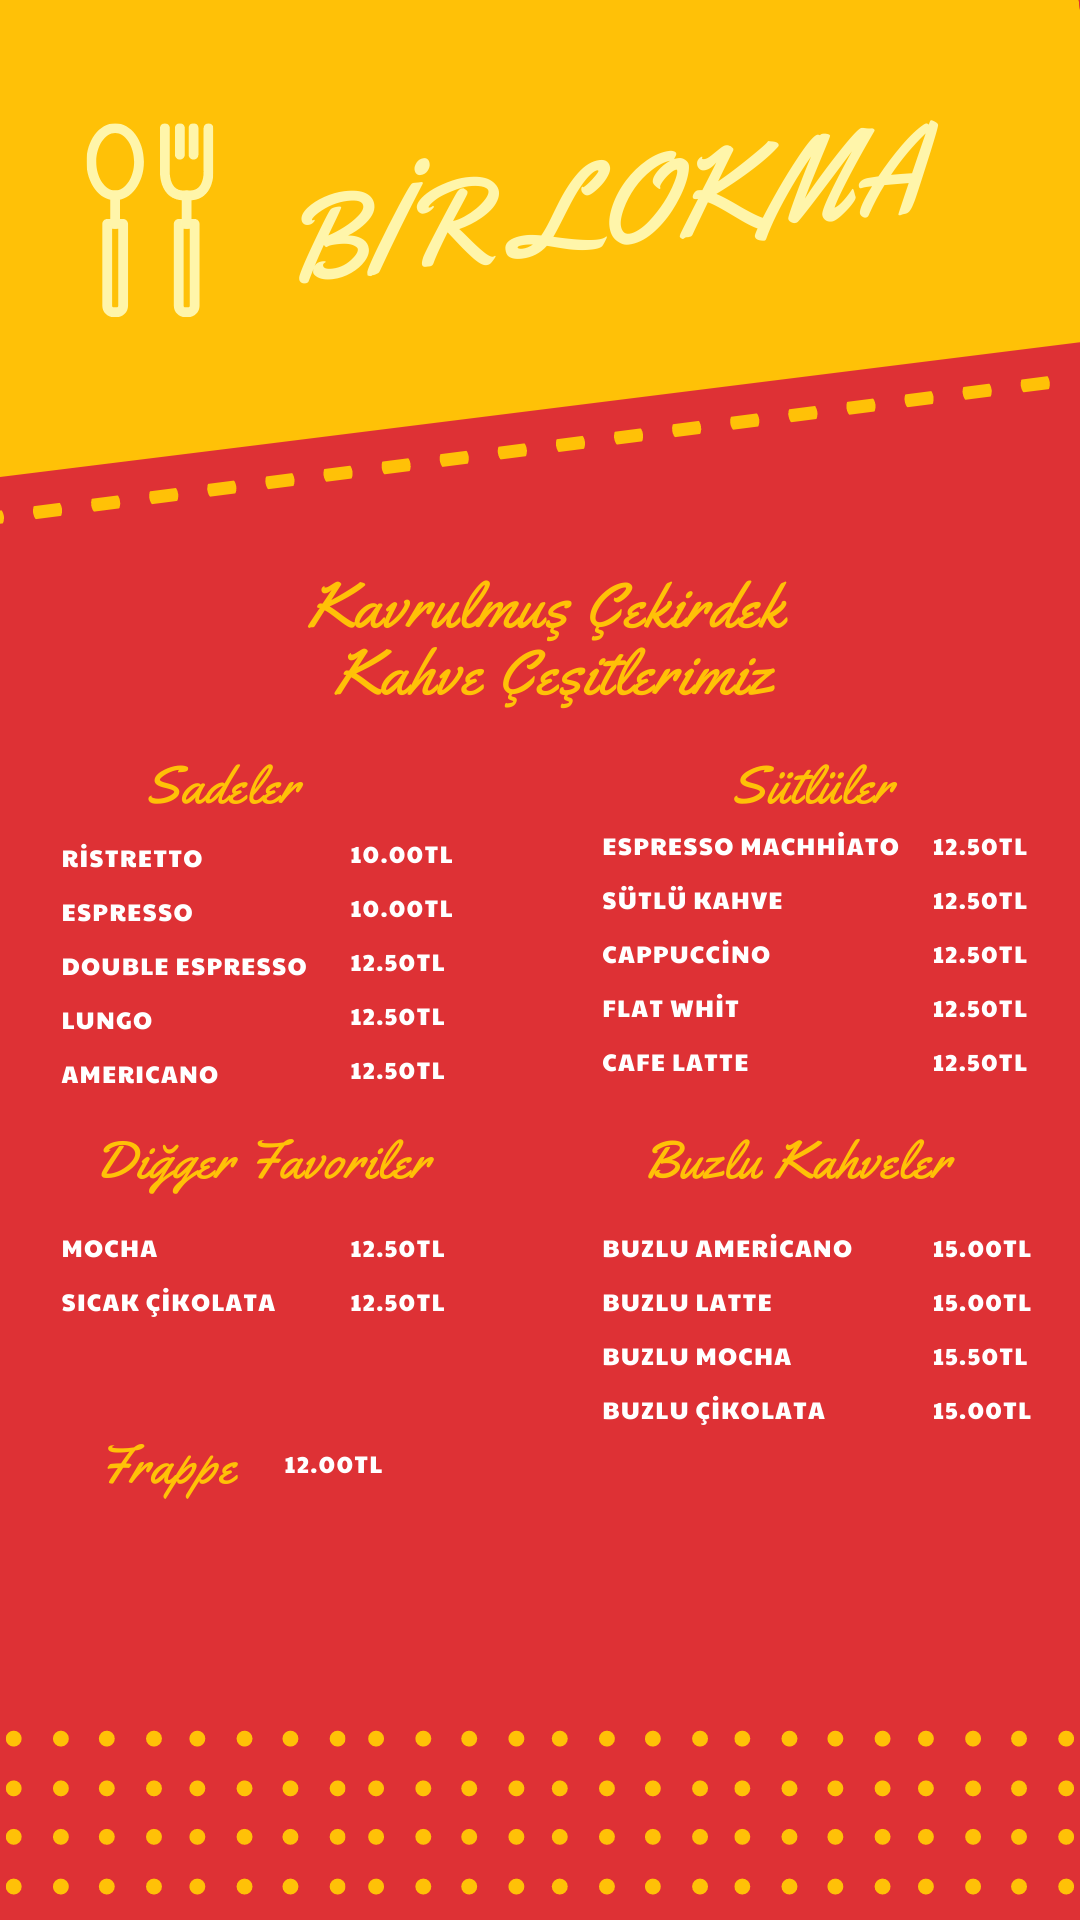 BİR LOKMA
Kavrulmuş Çekirdek
Kahve Çeşitlerimiz
Sadeler
RİSTRETTO 10.00TL
ESPRESSO 10.00TL
DOUBLE ESPRESSO 12.50TL
LUNGO 12.50TL
AMERICANO 12.50TL
Sütlüler
ESPRESSO MACHHİATO 12.50TL
SÜTLÜ KAHVE 12.50TL
CAPPUCCİNO 12.50TL
FLAT WHİT 12.50TL
CAFE LATTE 12.50TL
Diğger Favoriler
MOCHA 12.50TL
SICAK ÇİKOLATA 12.50TL
Buzlu Kahveler
BUZLU AMERİCANO 15.00TL
BUZLU LATTE 15.00TL
BUZLU MOCHA 15.50TL
BUZLU ÇİKOLATA 15.00TL
Frappe 12.00TL